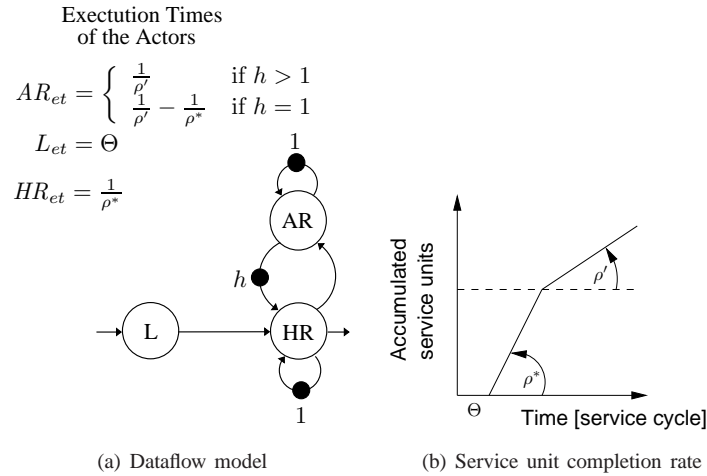 Exectution Times
of the Actors
AR_et = { 1/ρ′ if h > 1
1/ρ′ − 1/ρ* if h = 1
L_et = Θ
HR_et = 1/ρ*
1
AR
h
L
HR
1
(a) Dataflow model
Accumulated
service units
ρ′
ρ*
Θ
Time [service cycle]
(b) Service unit completion rate